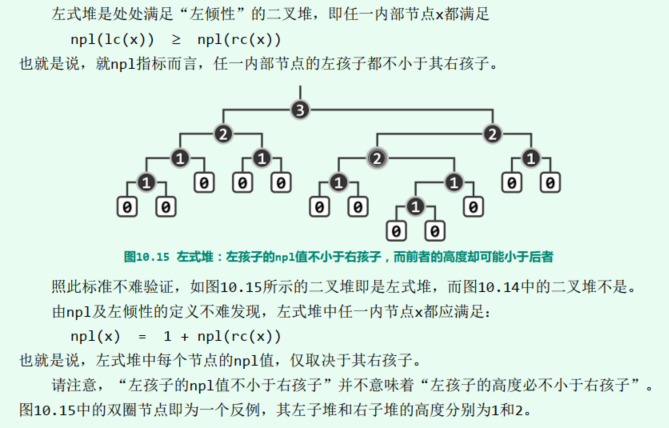 左式堆是处处满足“左倾性”的二叉堆，即任一内部节点x都满足
npl(lc(x)) ≥ npl(rc(x))
也就是说，就npl指标而言，任一内部节点的左孩子都不小于其右孩子。
3
2 2
1 1 2 1
1 0 0 0 1 1 0 0
0 0 0 0 1 0
0 0
图10.15 左式堆：左孩子的npl值不小于右孩子，而前者的高度却可能小于后者
照此标准不难验证，如图10.15所示的二叉堆即是左式堆，而图10.14中的二叉堆不是。
由npl及左倾性的定义不难发现，左式堆中任一内节点x都应满足：
npl(x) = 1 + npl(rc(x))
也就是说，左式堆中每个节点的npl值，仅取决于其右孩子。
请注意，“左孩子的npl值不小于右孩子”并不意味着“左孩子的高度必不小于右孩子”。
图10.15中的双圈节点即为一个反例，其左子堆和右子堆的高度分别为1和2。